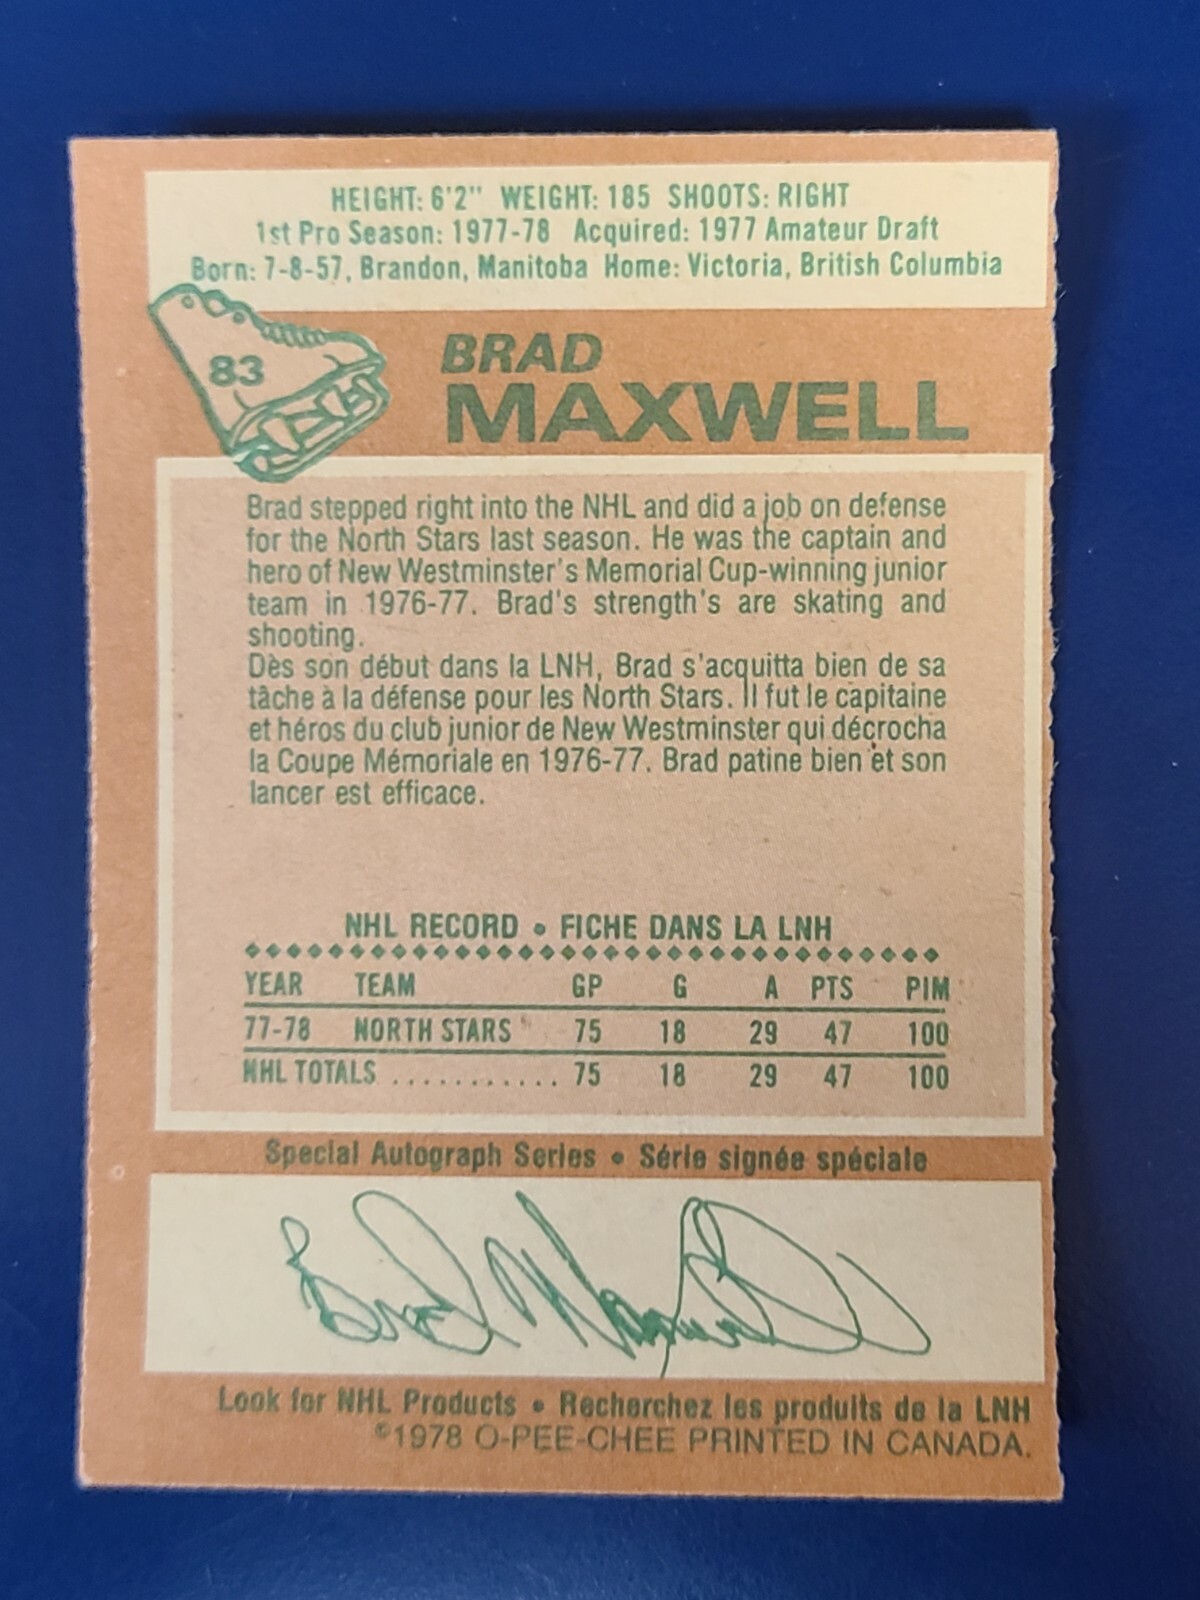 HEIGHT: 6'2" WEIGHT: 185 SHOOTS: RIGHT
1st Pro Season: 1977-78 Acquired: 1977 Amateur Draft
Born: 7-8-57, Brandon, Manitoba Home: Victoria, British Columbia
83
BRAD
MAXWELL
Brad stepped right into the NHL and did a job on defense
for the North Stars last season. He was the captain and
hero of New Westminster's Memorial Cup-winning junior
team in 1976-77. Brad's strength's are skating and
shooting.
Dès son début dans la LNH, Brad s'acquitta bien de sa
tâche à la défense pour les North Stars. Il fut le capitaine
et héros du club junior de New Westminster qui décrocha
la Coupe Mémoriale en 1976-77. Brad patine bien et son
lancer est efficace.
NHL RECORD • FICHE DANS LA LNH
YEAR TEAM GP G A PTS PIM
77-78 NORTH STARS 75 18 29 47 100
NHL TOTALS ............ 75 18 29 47 100
Special Autograph Series • Série signée spéciale
Brad Maxwell
Look for NHL Products • Recherchez les produits de la LNH
©1978 O-PEE-CHEE PRINTED IN CANADA.